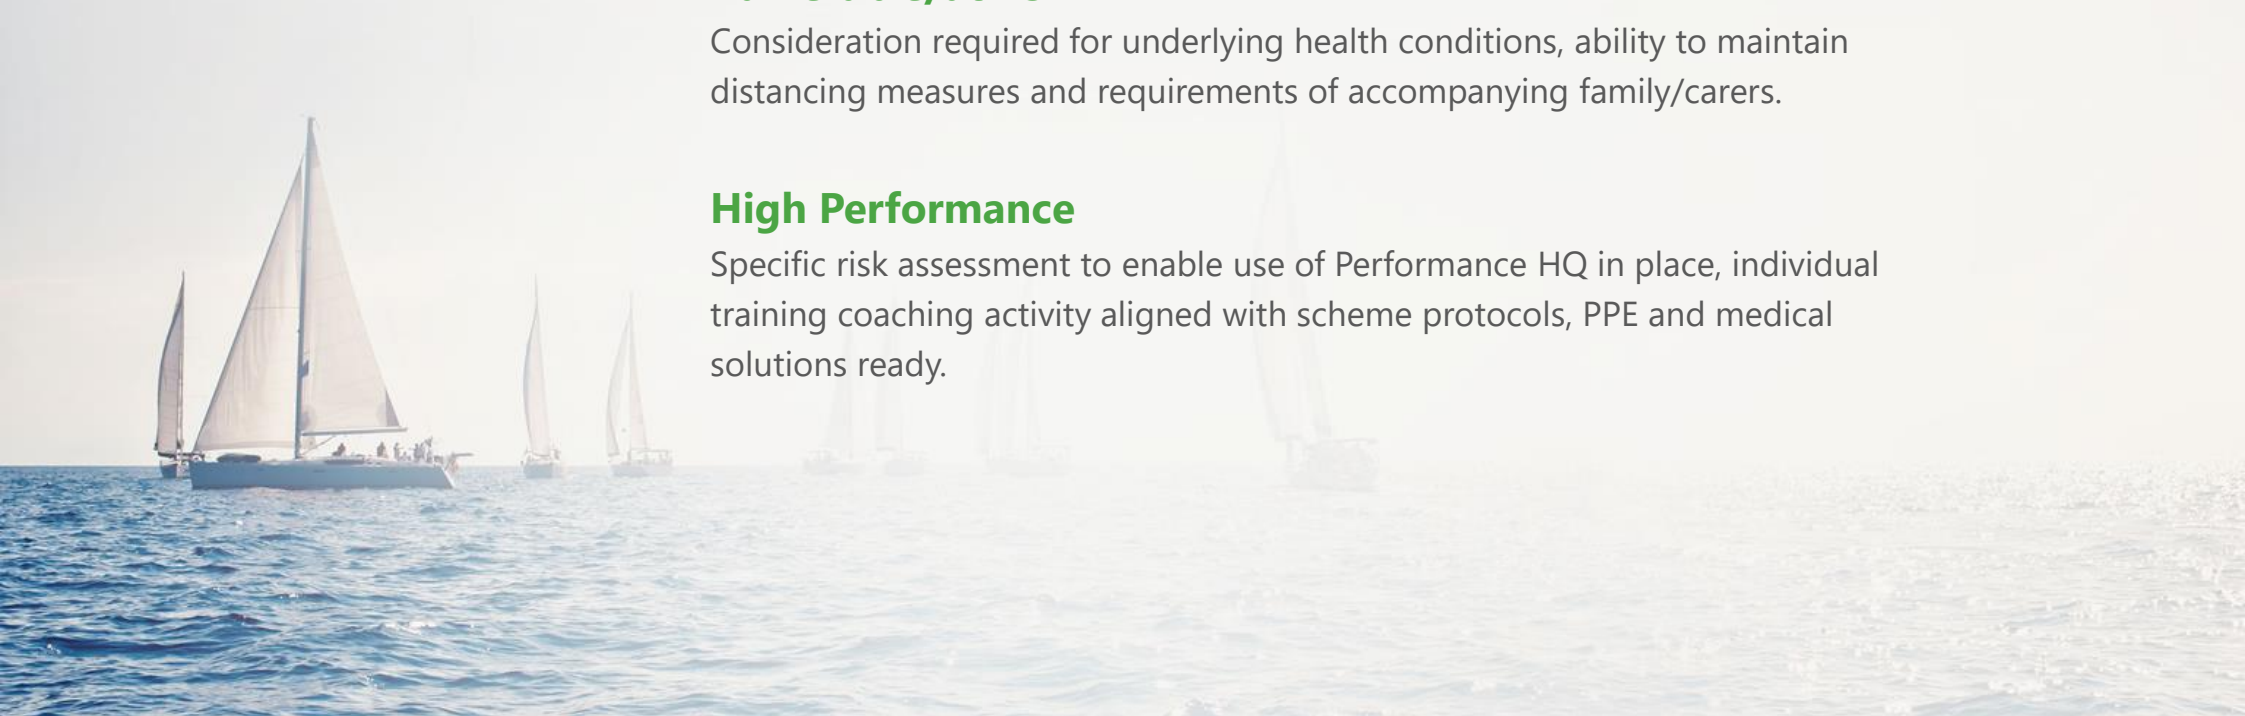 Consideration required for underlying health conditions, ability to maintain
distancing measures and requirements of accompanying family/carers.
High Performance
Specific risk assessment to enable use of Performance HQ in place, individual
training coaching activity aligned with scheme protocols, PPE and medical
solutions ready.